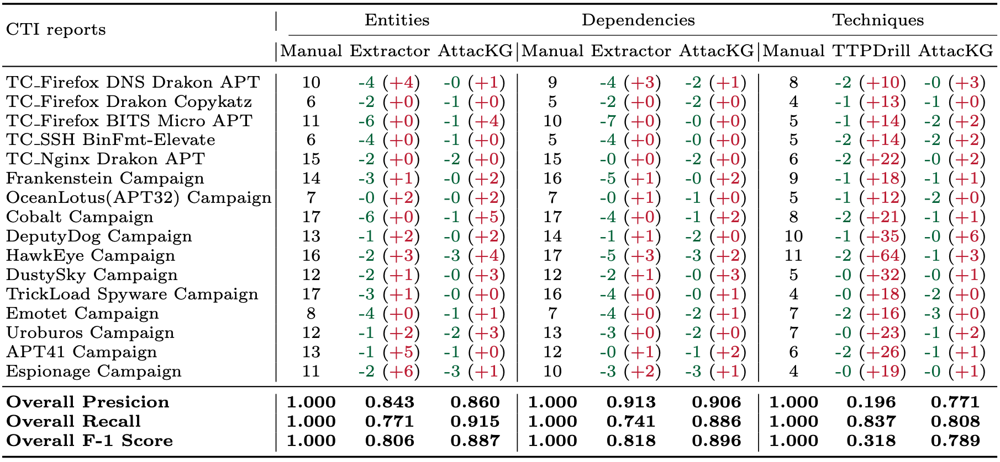 CTI reports Entities Dependencies Techniques
Manual Extractor AttacKG Manual Extractor AttacKG Manual TTPDrill AttacKG
TC_Firefox DNS Drakon APT 10 -4 (+4) -0 (+1) 9 -4 (+3) -2 (+1) 8 -2 (+10) -0 (+3)
TC_Firefox Drakon Copykatz 6 -2 (+0) -1 (+0) 5 -2 (+0) -2 (+0) 4 -1 (+13) -1 (+0)
TC_Firefox BITS Micro APT 11 -6 (+0) -1 (+4) 10 -7 (+0) -0 (+0) 5 -1 (+14) -2 (+2)
TC_SSH BinFmt-Elevate 6 -4 (+0) -1 (+0) 5 -4 (+0) -0 (+0) 5 -2 (+14) -2 (+2)
TC_Nginx Drakon APT 15 -2 (+0) -2 (+0) 15 -0 (+0) -2 (+0) 6 -2 (+22) -0 (+2)
Frankenstein Campaign 14 -3 (+1) -0 (+2) 16 -5 (+1) -0 (+2) 9 -1 (+18) -1 (+1)
OceanLotus(APT32) Campaign 7 -0 (+2) -0 (+2) 7 -0 (+1) -1 (+0) 5 -1 (+12) -2 (+0)
Cobalt Campaign 17 -6 (+0) -1 (+5) 17 -4 (+0) -1 (+2) 8 -2 (+21) -1 (+1)
DeputyDog Campaign 13 -1 (+2) -0 (+2) 14 -1 (+1) -2 (+0) 10 -1 (+35) -0 (+6)
HawkEye Campaign 16 -2 (+3) -3 (+4) 17 -5 (+3) -3 (+2) 11 -2 (+64) -1 (+3)
DustySky Campaign 12 -2 (+1) -0 (+3) 12 -2 (+1) -0 (+3) 5 -0 (+32) -0 (+1)
TrickLoad Spyware Campaign 17 -3 (+1) -0 (+0) 16 -4 (+0) -0 (+1) 4 -0 (+18) -2 (+0)
Emotet Campaign 8 -4 (+0) -1 (+1) 7 -4 (+0) -2 (+1) 7 -2 (+16) -3 (+0)
Uroburos Campaign 12 -1 (+2) -2 (+3) 13 -3 (+0) -2 (+0) 7 -0 (+23) -1 (+2)
APT41 Campaign 13 -1 (+5) -1 (+0) 12 -0 (+1) -1 (+2) 6 -2 (+26) -1 (+1)
Espionage Campaign 11 -2 (+6) -3 (+1) 10 -3 (+2) -3 (+1) 4 -0 (+19) -0 (+1)
Overall Presicion 1.000 0.843 0.860 1.000 0.913 0.906 1.000 0.196 0.771
Overall Recall 1.000 0.771 0.915 1.000 0.741 0.886 1.000 0.837 0.808
Overall F-1 Score 1.000 0.806 0.887 1.000 0.818 0.896 1.000 0.318 0.789